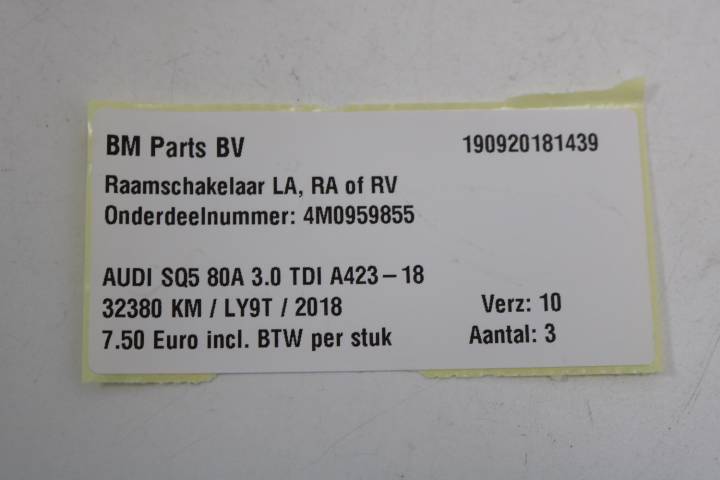 BM Parts BV 190920181439
Raamschakelaar LA, RA of RV
Onderdeelnummer: 4M0959855
AUDI SQ5 80A 3.0 TDI A423-18
32380 KM / LY9T / 2018 Verz: 10
7.50 Euro incl. BTW per stuk Aantal: 3